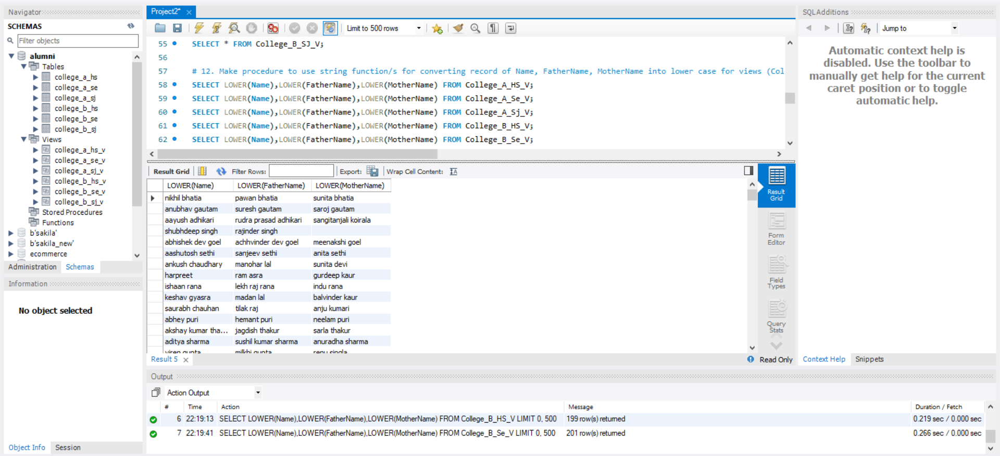 Navigator
SCHEMAS
Filter objects
alumni
Tables
college_a_hs
college_a_se
college_a_sj
college_b_hs
college_b_se
college_b_sj
Views
college_a_hs_v
college_a_se_v
college_a_sj_v
college_b_hs_v
college_b_se_v
college_b_sj_v
Stored Procedures
Functions
b'sakila'
b'sakila_new'
ecommerce
Administration Schemas
Information
No object selected
Object Info Session
Project2*
Limit to 500 rows
55 SELECT * FROM College_B_SJ_V;
56
57 # 12. Make procedure to use string function/s for converting record of Name, FatherName, MotherName into lower case for views (Col
58 SELECT LOWER(Name),LOWER(FatherName),LOWER(MotherName) FROM College_A_HS_V;
59 SELECT LOWER(Name),LOWER(FatherName),LOWER(MotherName) FROM College_A_Se_V;
60 SELECT LOWER(Name),LOWER(FatherName),LOWER(MotherName) FROM College_A_Sj_V;
61 SELECT LOWER(Name),LOWER(FatherName),LOWER(MotherName) FROM College_B_HS_V;
62 SELECT LOWER(Name),LOWER(FatherName),LOWER(MotherName) FROM College_B_Se_V;
Result Grid Filter Rows: Export: Wrap Cell Content:
LOWER(Name) LOWER(FatherName) LOWER(MotherName)
nikhil bhatia pawan bhatia sunita bhatia
anubhav gautam suresh gautam saroj gautam
aayush adhikari rudra prasad adhikari sangitanjali koirala
shubhdeep singh rajinder singh
abhishek dev goel achhvinder dev goel meenakshi goel
aashutosh sethi sanjeev sethi anita sethi
ankush chaudhary manohar lal sunita devi
harpreet ram asra gurdeep kaur
ishaan rana lekh raj rana indu rana
keshav gyasra madan lal balvinder kaur
saurabh chauhan tilak raj anju kumari
abhey puri hemant puri neelam puri
akshay kumar tha... jagdish thakur sarla thakur
aditya sharma sushil kumar sharma anuradha sharma
viren gupta milkhi gupta renu singla
Result Grid
Form Editor
Field Types
Query Stats
Result 5
Read Only
Output
Action Output
# Time Action Message Duration / Fetch
6 22:19:13 SELECT LOWER(Name),LOWER(FatherName),LOWER(MotherName) FROM College_B_HS_V LIMIT 0, 500 199 row(s) returned 0.219 sec / 0.000 sec
7 22:19:41 SELECT LOWER(Name),LOWER(FatherName),LOWER(MotherName) FROM College_B_Se_V LIMIT 0, 500 201 row(s) returned 0.266 sec / 0.000 sec
SQLAdditions
Jump to
Automatic context help is
disabled. Use the toolbar to
manually get help for the current
caret position or to toggle
automatic help.
Context Help Snippets